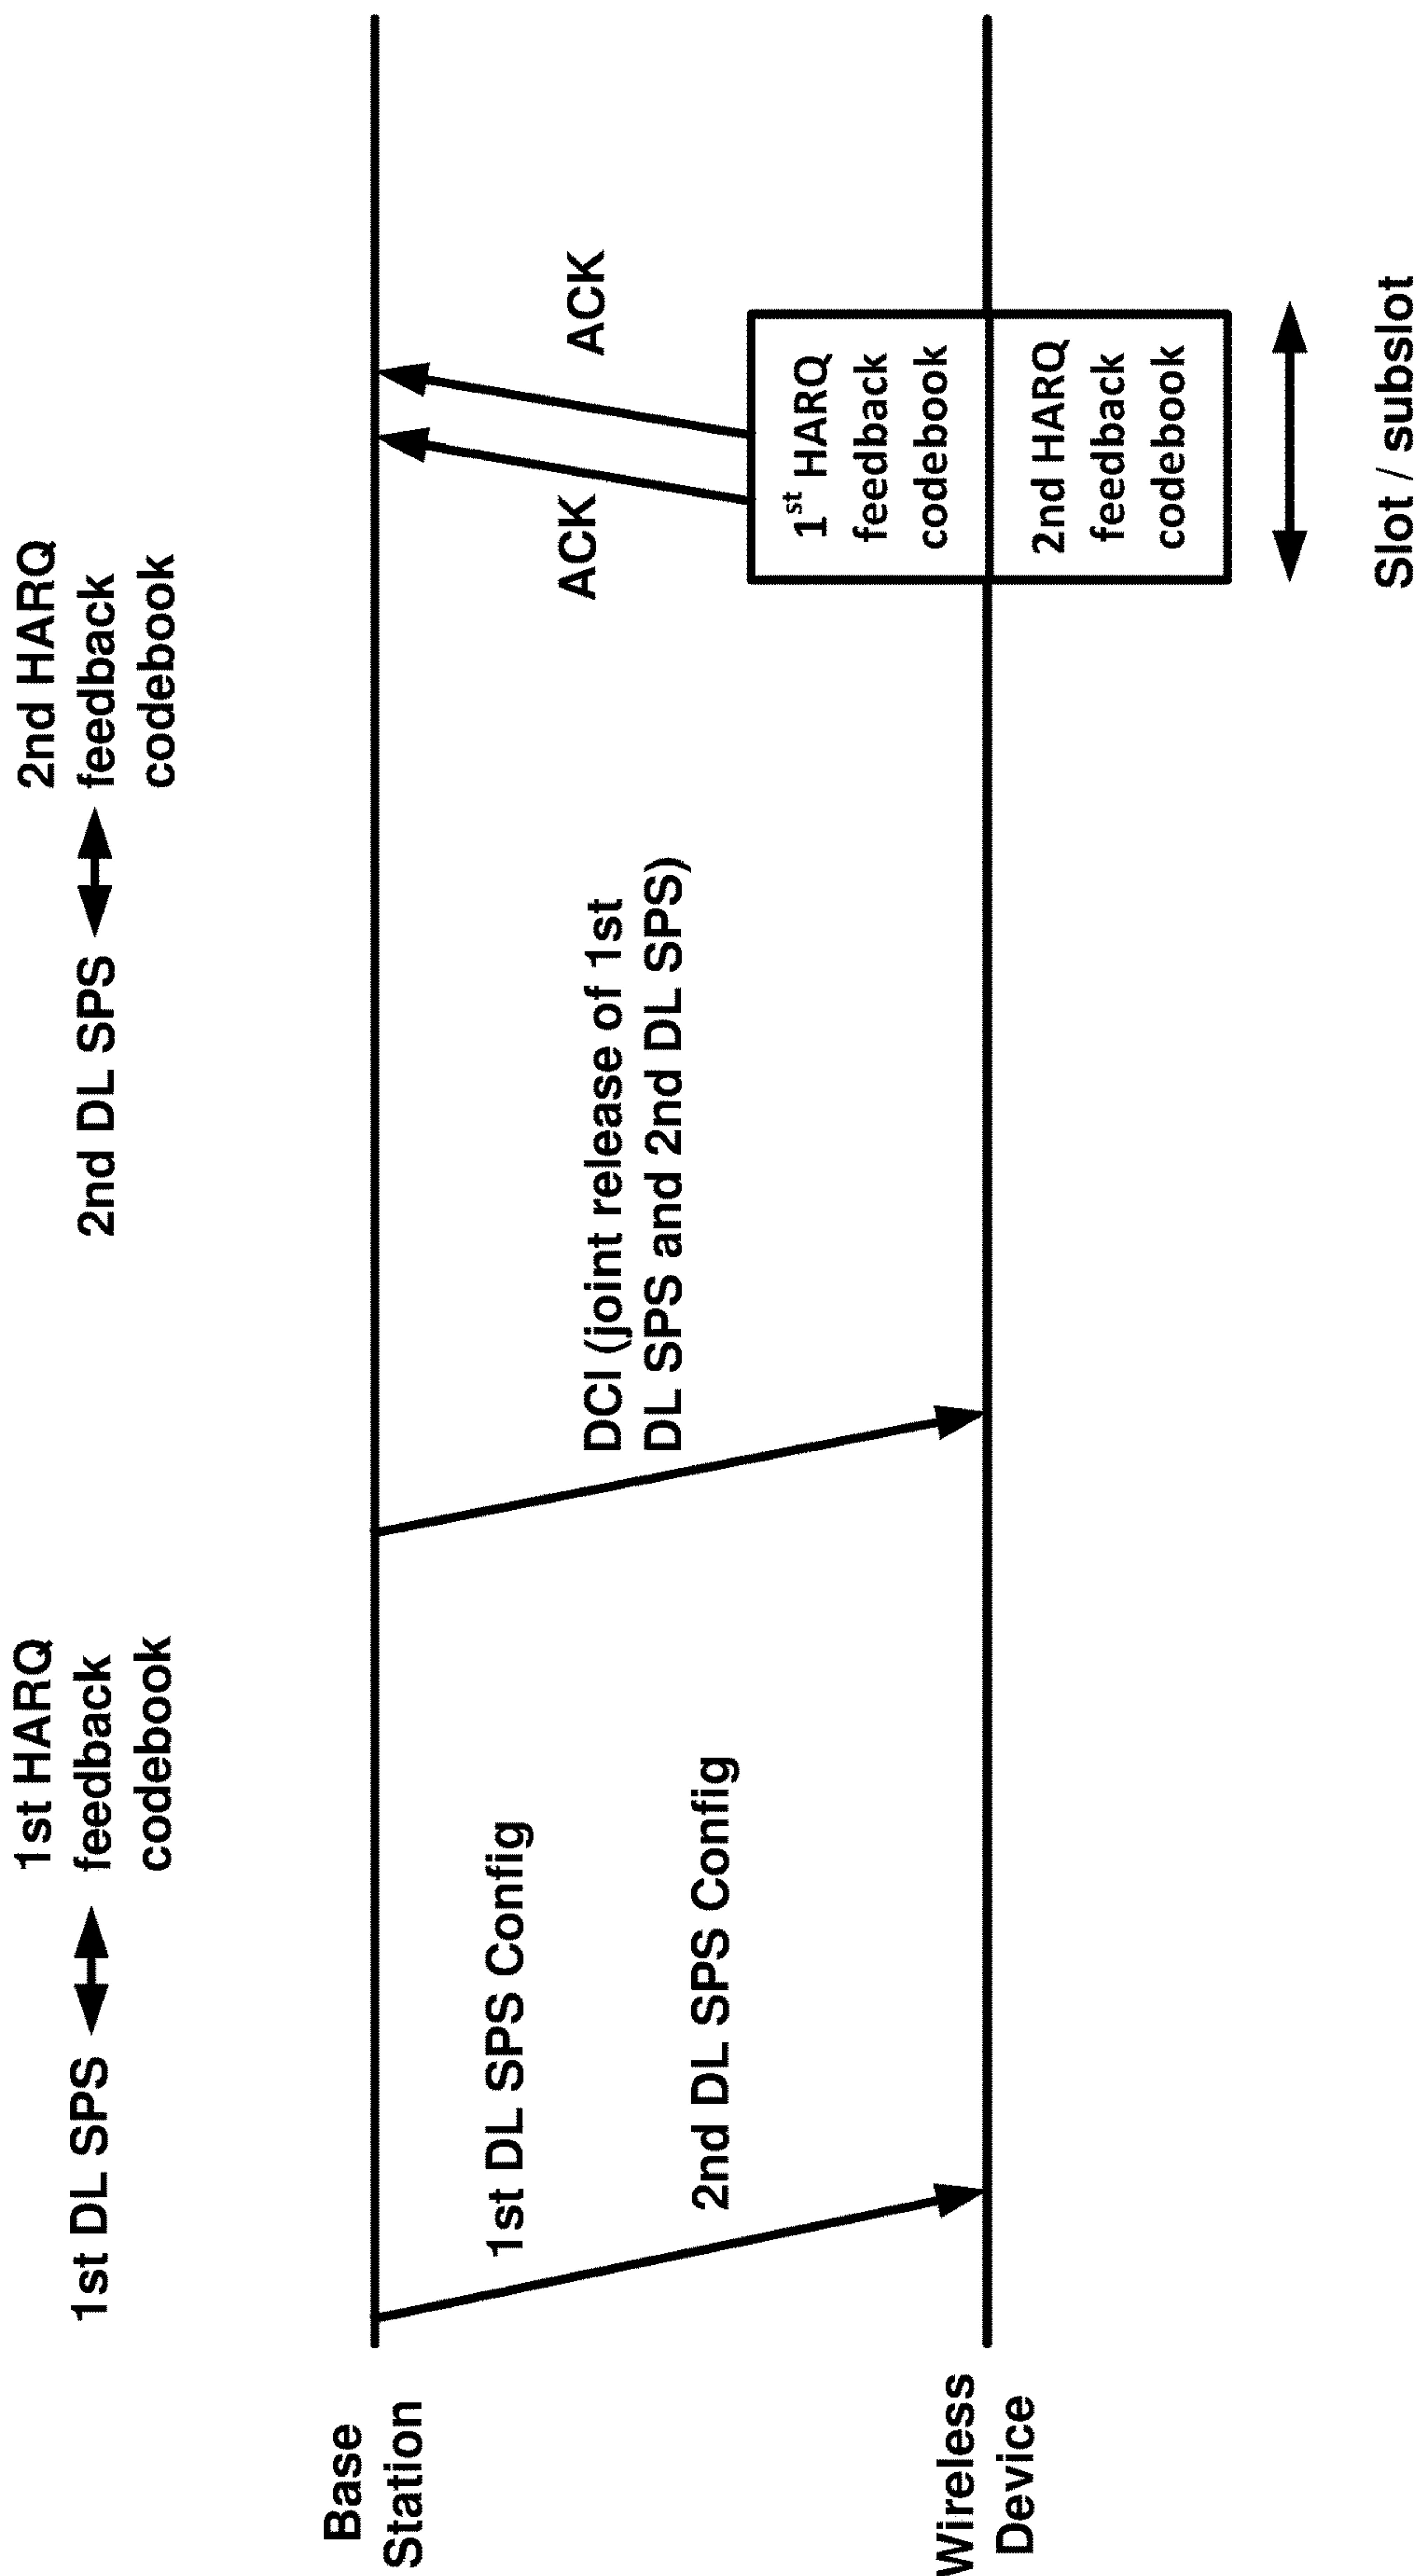 1st DL SPS
1st HARQ
feedback
codebook
2nd DL SPS
2nd HARQ
feedback
codebook
Base
Station
1st DL SPS Config
2nd DL SPS Config
DCI (joint release of 1st
DL SPS and 2nd DL SPS)
ACK
ACK
1st HARQ
feedback
codebook
Wireless
Device
2nd HARQ
feedback
codebook
Slot / subslot